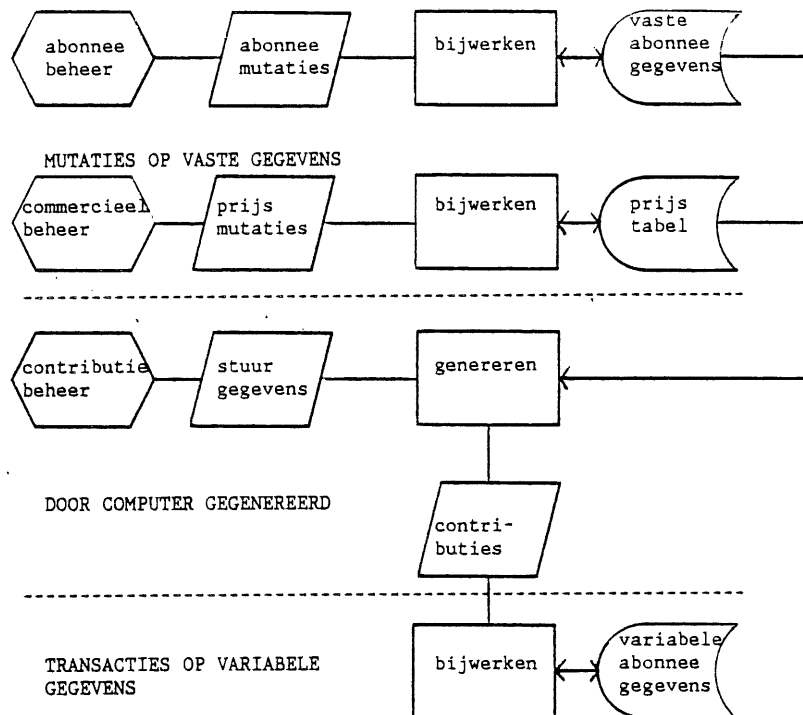 abonnee
beheer
abonnee
mutaties
bijwerken
vaste
abonnee
gegevens
MUTATIES OP VASTE GEGEVENS
commercieel
beheer
prijs
mutaties
bijwerken
prijs
tabel
contributie
beheer
stuur
gegevens
genereren
DOOR COMPUTER GEGENEREERD
contri-
buties
TRANSACTIES OP VARIABELE
GEGEVENS
bijwerken
variabele
abonnee
gegevens